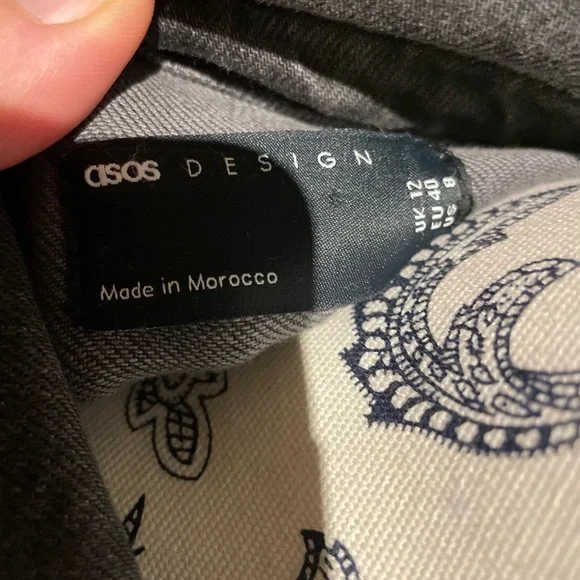 asos DESIGN
Made in Morocco
UK 12
EU 40
US 8